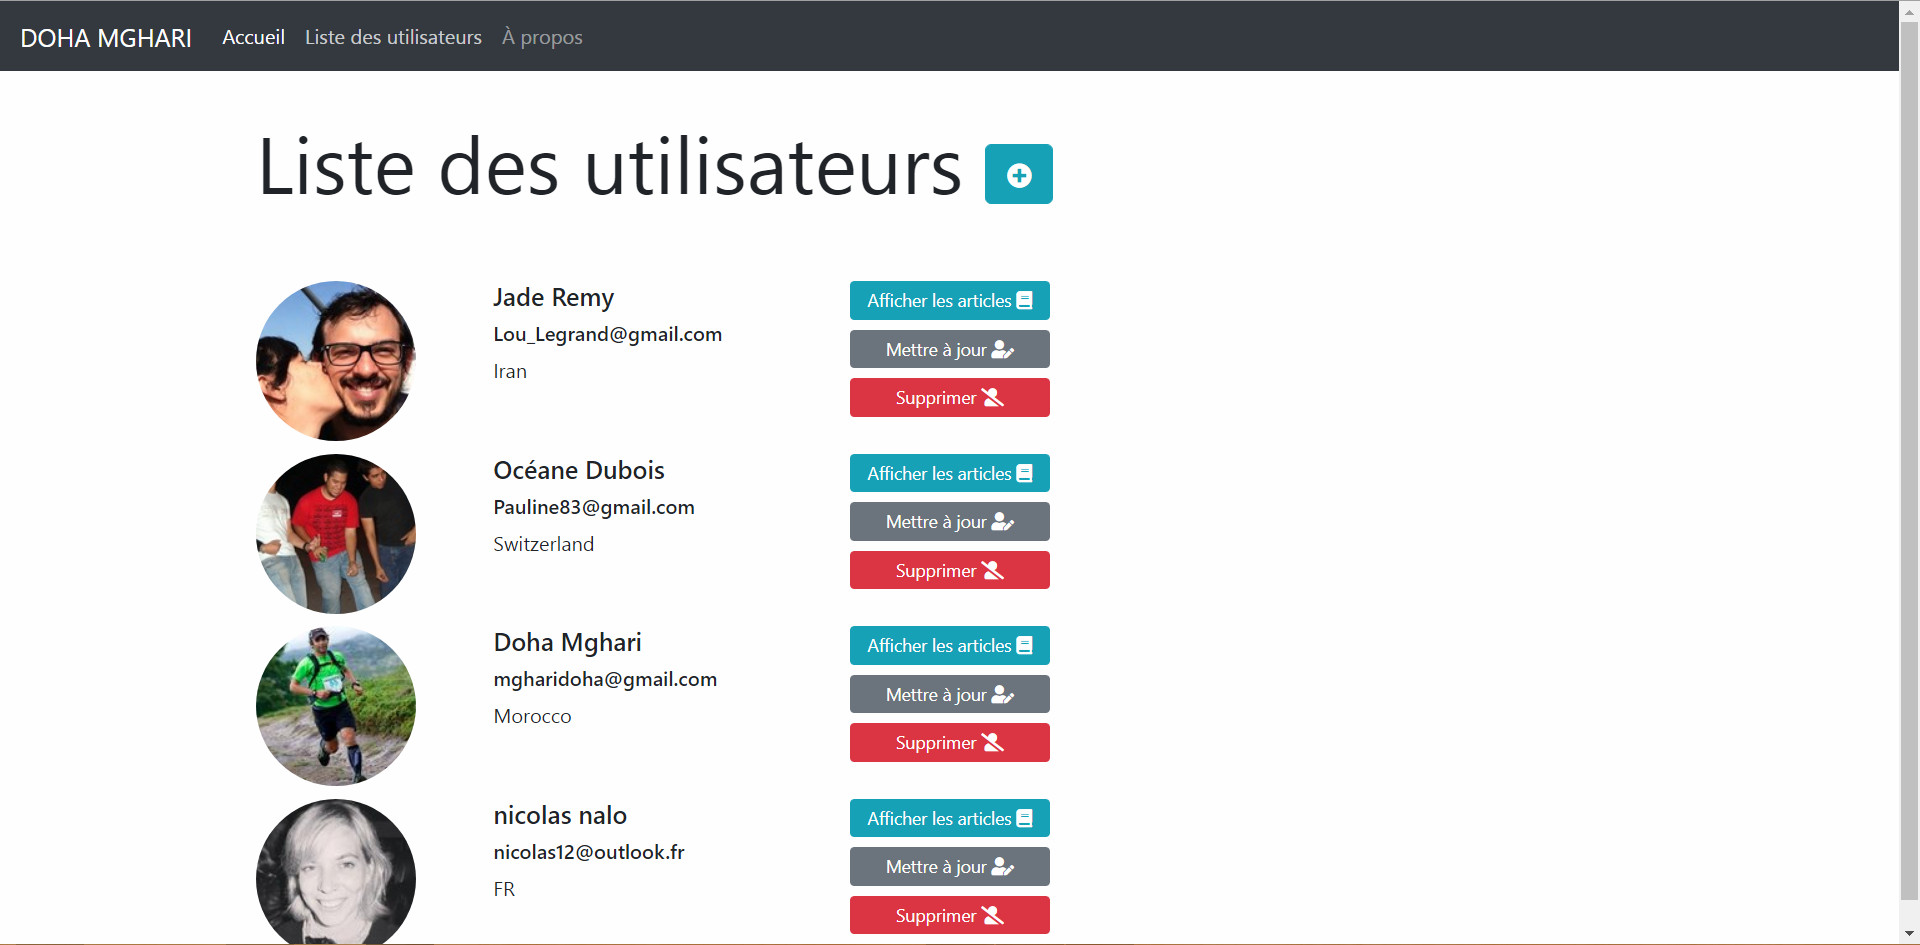 DOHA MGHARI Accueil Liste des utilisateurs À propos
Liste des utilisateurs
Jade Remy
Lou_Legrand@gmail.com
Iran
Afficher les articles
Mettre à jour
Supprimer
Océane Dubois
Pauline83@gmail.com
Switzerland
Afficher les articles
Mettre à jour
Supprimer
Doha Mghari
mgharidoha@gmail.com
Morocco
Afficher les articles
Mettre à jour
Supprimer
nicolas nalo
nicolas12@outlook.fr
FR
Afficher les articles
Mettre à jour
Supprimer